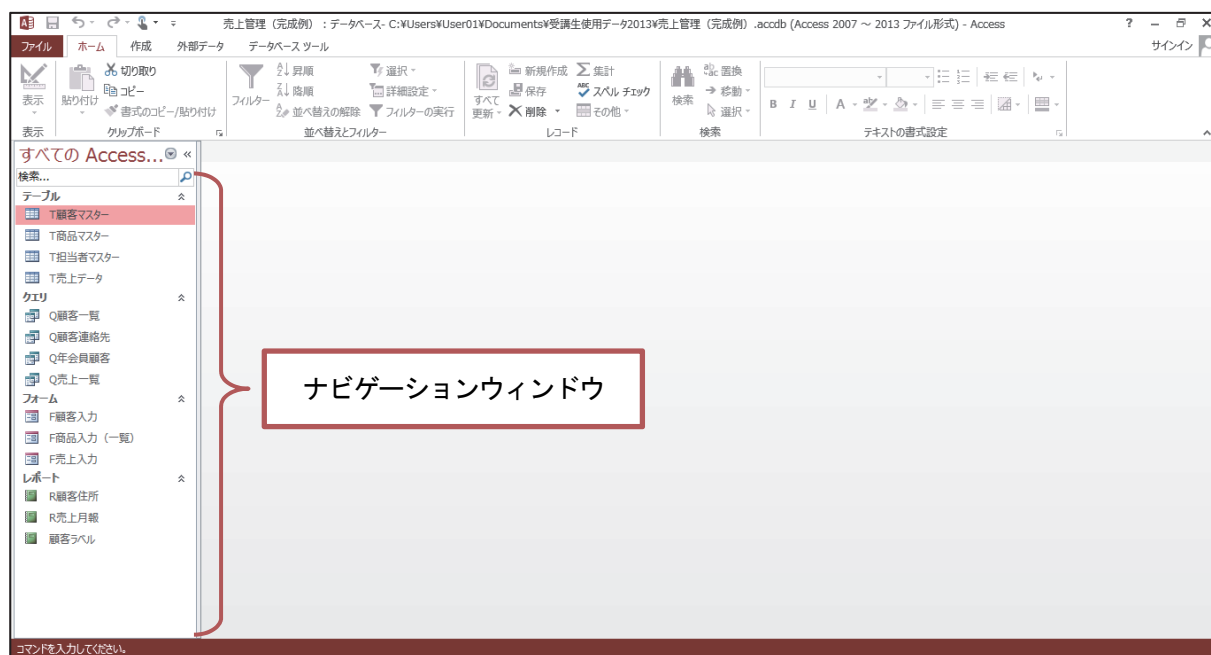 売上管理（完成例）：データベース- C:¥Users¥User01¥Documents¥受講生使用データ2013¥売上管理（完成例）.accdb (Access 2007 ～ 2013 ファイル形式) - Access
ファイル ホーム 作成 外部データ データベース ツール サインイン
表示
表示
貼り付け
切り取り
コピー
書式のコピー/貼り付け
クリップボード
フィルター
昇順
降順
並べ替えの解除
選択
詳細設定
フィルターの実行
並べ替えとフィルター
すべて
更新
新規作成
保存
削除
集計
スペル チェック
その他
レコード
検索
置換
移動
選択
検索
B I U A
テキストの書式設定
すべての Access...
検索...
テーブル
T顧客マスター
T商品マスター
T担当者マスター
T売上データ
クエリ
Q顧客一覧
Q顧客連絡先
Q年会員顧客
Q売上一覧
フォーム
F顧客入力
F商品入力（一覧）
F売上入力
レポート
R顧客住所
R売上月報
顧客ラベル
ナビゲーションウィンドウ
コマンドを入力してください。